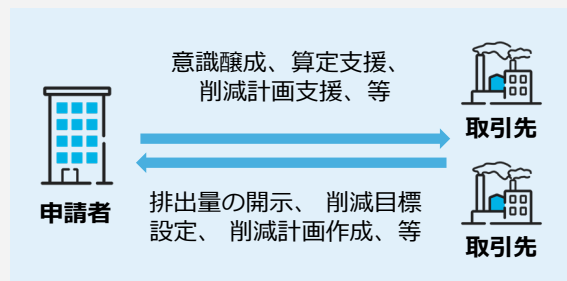 意識醸成、算定支援、
削減計画支援、等
取引先
申請者
排出量の開示、 削減目標
設定、 削減計画作成、等
取引先